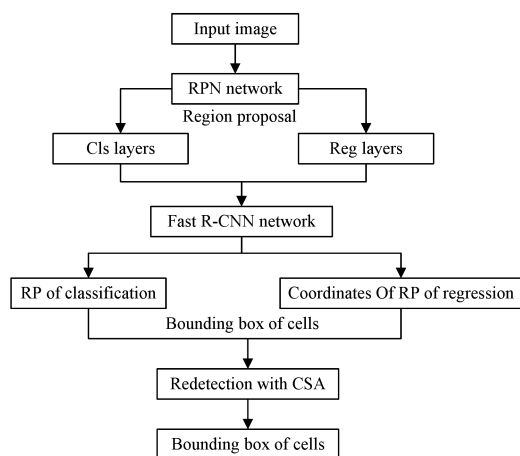 Input image
RPN network
Region proposal
Cls layers
Reg layers
Fast R-CNN network
RP of classification
Coordinates Of RP of regression
Bounding box of cells
Redetection with CSA
Bounding box of cells